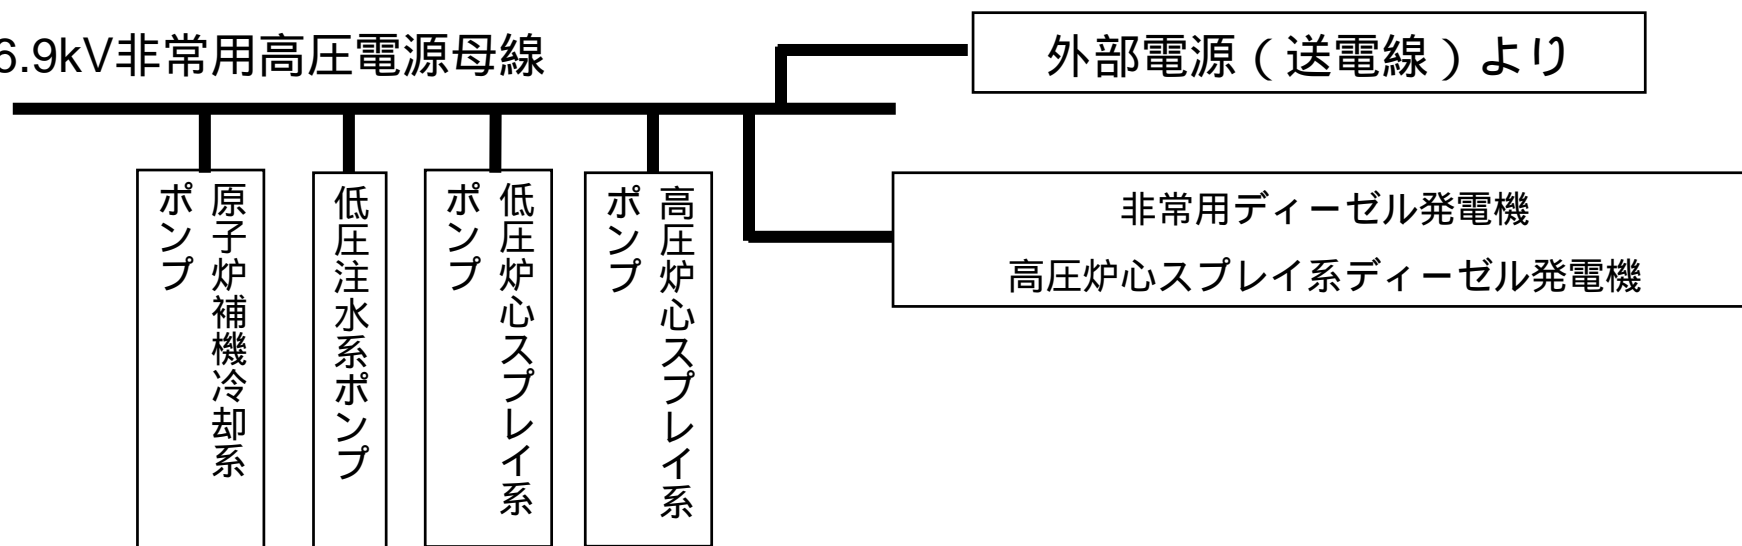 6.9kV非常用高圧電源母線
外部電源（送電線）より
原子炉補機冷却系
ポンプ
低圧注水系ポンプ
低圧炉心スプレイ系
ポンプ
高圧炉心スプレイ系
ポンプ
非常用ディーゼル発電機
高圧炉心スプレイ系ディーゼル発電機